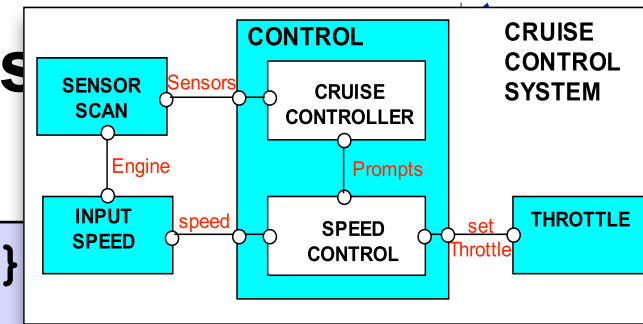 s
}
CRUISE
CONTROL
SYSTEM
CONTROL
SENSOR
SCAN
Sensors
CRUISE
CONTROLLER
Engine
Prompts
INPUT
SPEED
speed
SPEED
CONTROL
set
Throttle
THROTTLE